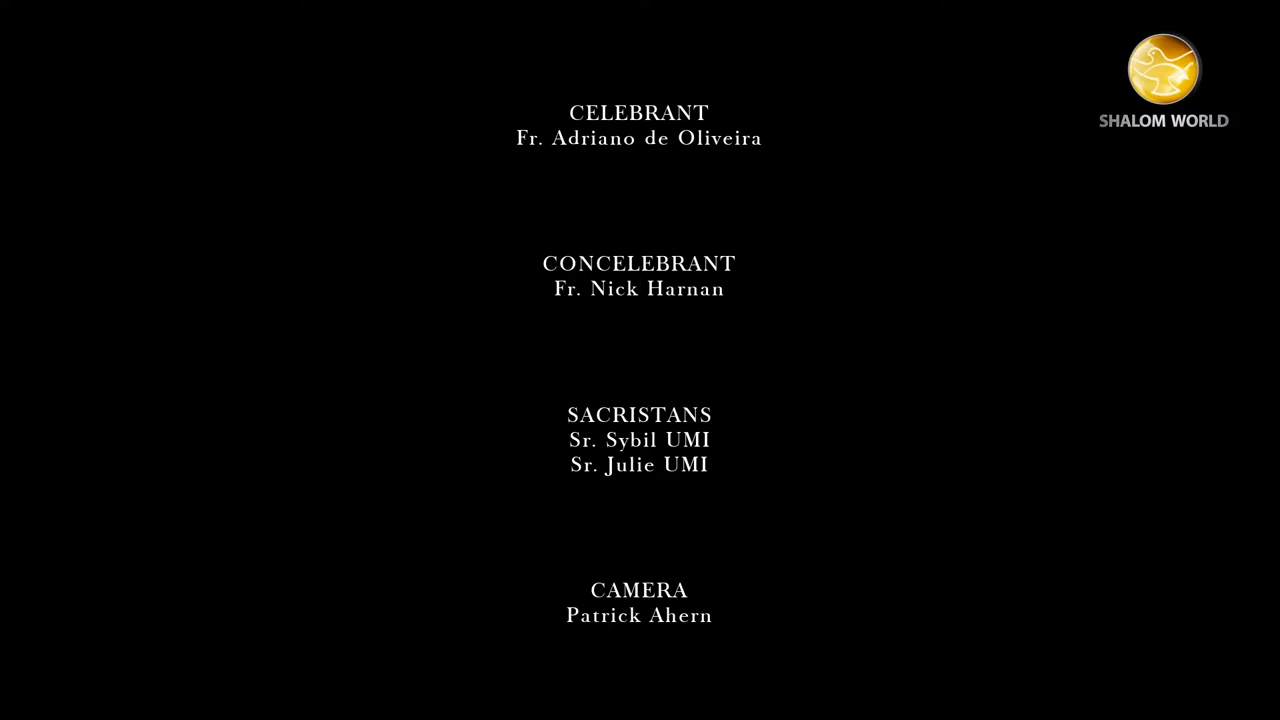 CELEBRANT
Fr. Adriano de Oliveira
SHALOM WORLD
CONCELEBRANT
Fr. Nick Harnan
SACRISTANS
Sr. Sybil UMI
Sr. Julie UMI
CAMERA
Patrick Ahern